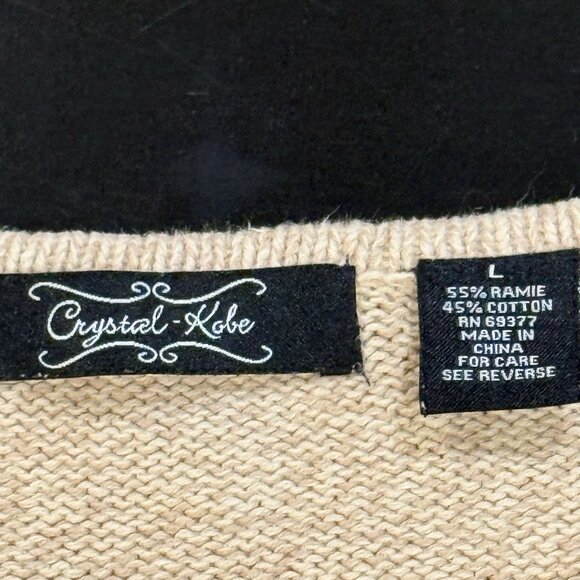 Crystal-Kobe
L
55% RAMIE
45% COTTON
RN 69377
MADE IN
CHINA
FOR CARE
SEE REVERSE